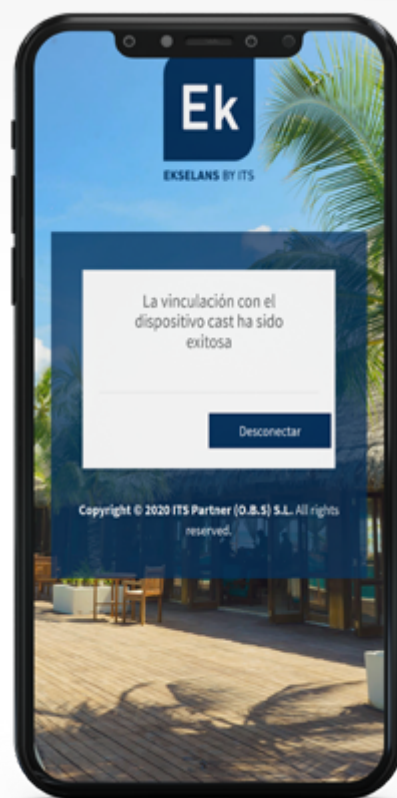 Ek
EKSELANS BY ITS
La vinculación con el
dispositivo cast ha sido
exitosa
Desconectar
Copyright © 2020 ITS Partner (O.B.S) S.L. All rights
reserved.